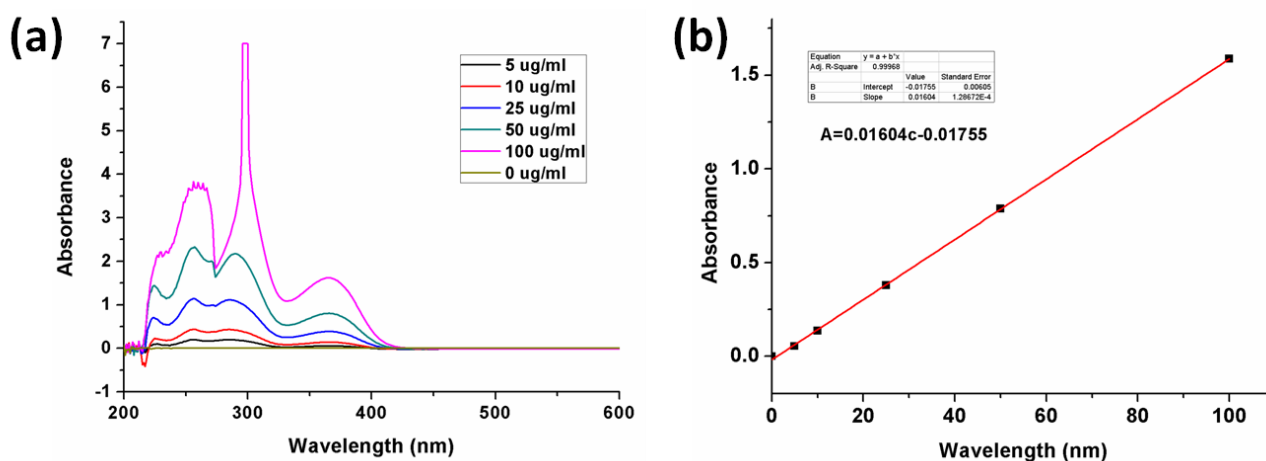 (a)
7
6
5
4
3
2
1
0
-1
Absorbance
5 ug/ml
10 ug/ml
25 ug/ml
50 ug/ml
100 ug/ml
0 ug/ml
200 300 400 500 600
Wavelength (nm)
(b)
1.5
1.0
0.5
0.0
Absorbance
Equation y = a + b*x
Adj. R-Square 0.99968
Value Standard Error
B Intercept -0.01755 0.00605
B Slope 0.01604 1.28672E-4
A=0.01604c-0.01755
0 20 40 60 80 100
Wavelength (nm)